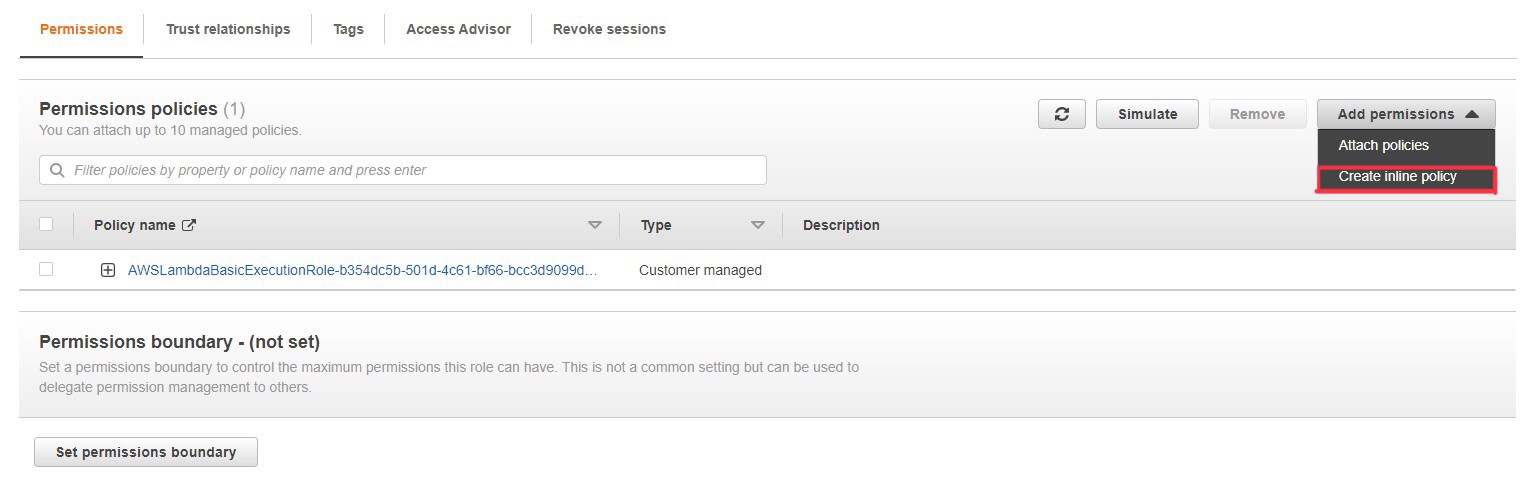 Permissions
Trust relationships
Tags
Access Advisor
Revoke sessions
Permissions policies (1)
You can attach up to 10 managed policies.
Simulate
Remove
Add permissions
Attach policies
Create inline policy
Filter policies by property or policy name and press enter
Policy name
Type
Description
AWSLambdaBasicExecutionRole-b354dc5b-501d-4c61-bf66-bcc3d9099d...
Customer managed
Permissions boundary - (not set)
Set a permissions boundary to control the maximum permissions this role can have. This is not a common setting but can be used to
delegate permission management to others.
Set permissions boundary